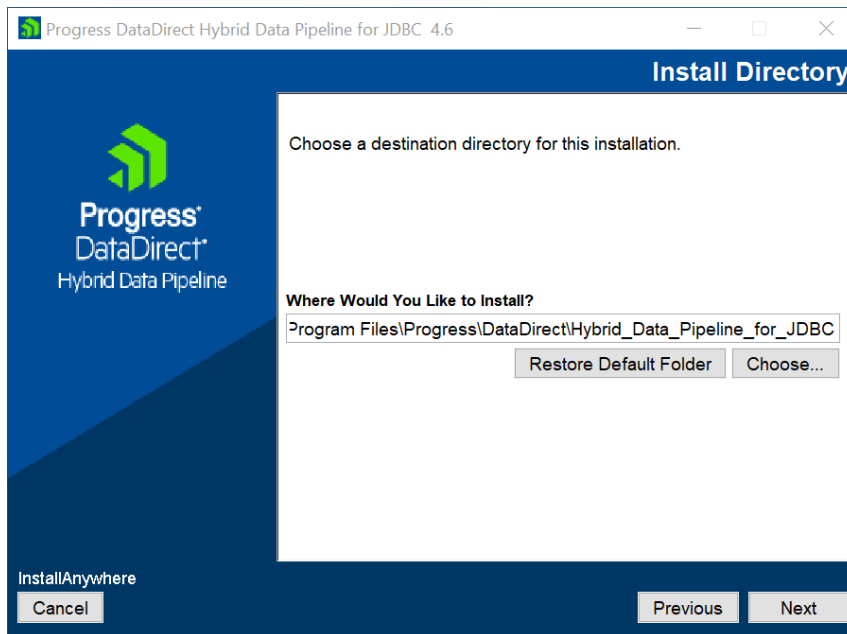 Progress DataDirect Hybrid Data Pipeline for JDBC 4.6
Install Directory
Progress
DataDirect
Hybrid Data Pipeline
Choose a destination directory for this installation.
Where Would You Like to Install?
Program Files\Progress\DataDirect\Hybrid_Data_Pipeline_for_JDBC
Restore Default Folder Choose...
InstallAnywhere
Cancel Previous Next